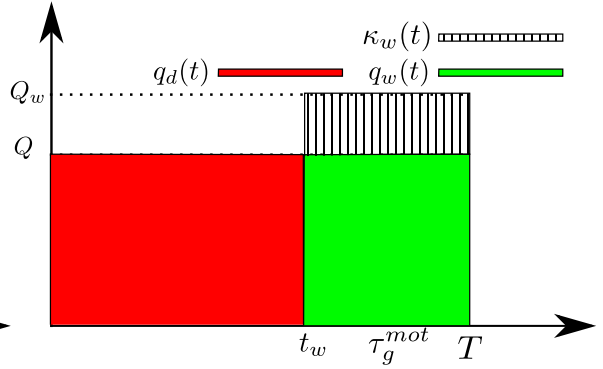 κ_w(t)
q_d(t) q_w(t)
Q_w
Q
t_w τ_g^{mot} T